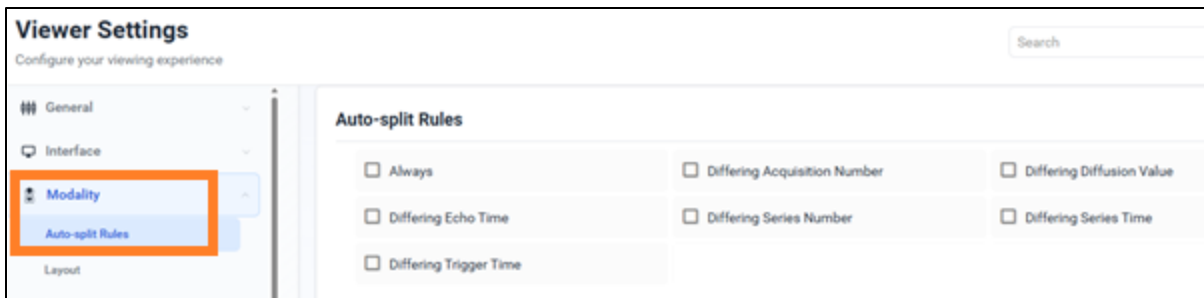 Viewer Settings
Configure your viewing experience
Search
General
Interface
Modality
Auto-split Rules
Layout
Auto-split Rules
Always
Differing Acquisition Number
Differing Diffusion Value
Differing Echo Time
Differing Series Number
Differing Series Time
Differing Trigger Time